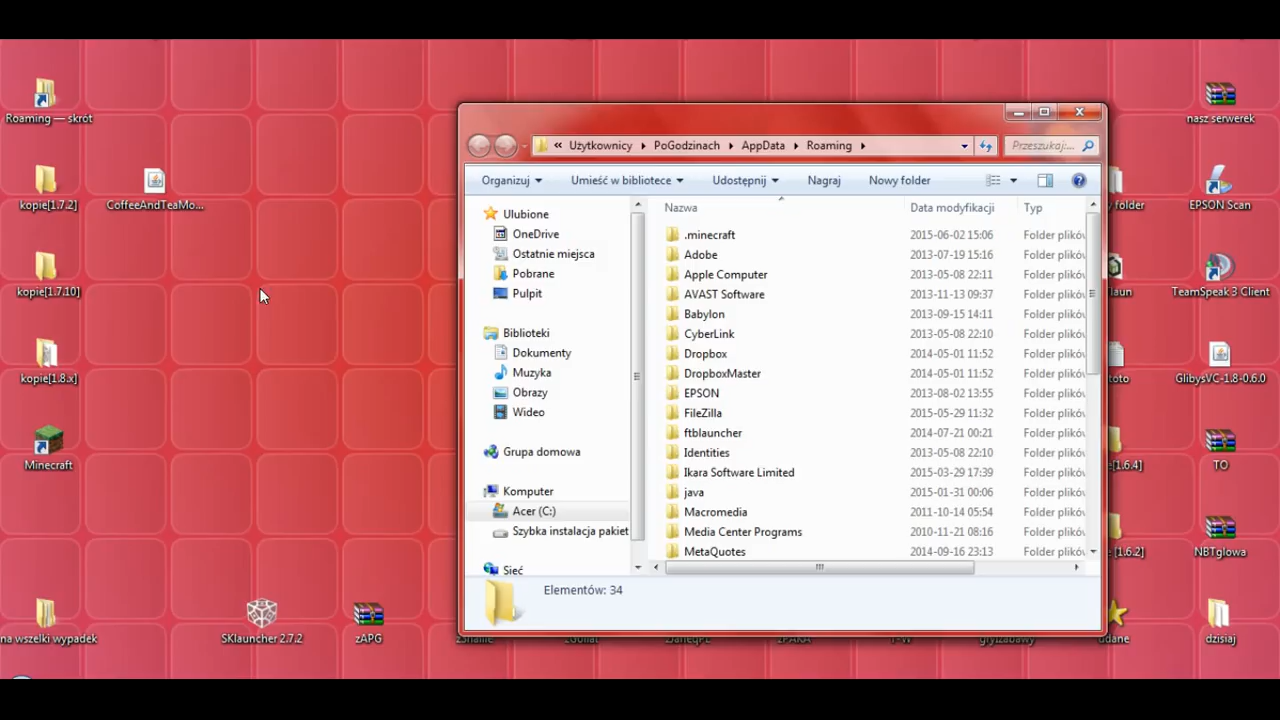 Roaming — skrót
kopie[1.7.2]
CoffeeAndTeaMo...
kopie[1.7.10]
kopie[1.8.x]
Minecraft
na wszelki wypadek
SKlauncher 2.7.2
zAPG
« Użytkownicy PoGodzinach AppData Roaming
Przeszukaj:...
Organizuj Umieść w bibliotece Udostępnij Nagraj Nowy folder
Ulubione
OneDrive
Ostatnie miejsca
Pobrane
Pulpit
Biblioteki
Dokumenty
Muzyka
Obrazy
Wideo
Grupa domowa
Komputer
Acer (C:)
Szybka instalacja pakiet
Sieć
Nazwa Data modyfikacji Typ
.minecraft 2015-06-02 15:06 Folder plików
Adobe 2013-07-19 15:16 Folder plików
Apple Computer 2013-05-08 22:11 Folder plików
AVAST Software 2013-11-13 09:37 Folder plików
Babylon 2013-09-15 14:11 Folder plików
CyberLink 2013-05-08 22:10 Folder plików
Dropbox 2014-05-01 11:52 Folder plików
DropboxMaster 2014-05-01 11:52 Folder plików
EPSON 2013-08-02 13:55 Folder plików
FileZilla 2015-05-29 11:32 Folder plików
ftblauncher 2014-07-21 00:21 Folder plików
Identities 2013-05-08 22:10 Folder plików
Ikara Software Limited 2015-03-29 17:39 Folder plików
java 2015-01-31 00:06 Folder plików
Macromedia 2011-10-14 05:54 Folder plików
Media Center Programs 2010-11-21 08:16 Folder plików
MetaQuotes 2014-09-16 23:13 Folder plików
Elementów: 34
nasz serwerek
y folder
EPSON Scan
TeamSpeak 3 Client
GlibysVC-1.8-0.6.0
[1.6.4]
TO
[1.6.2]
NBTglowa
dzisiaj